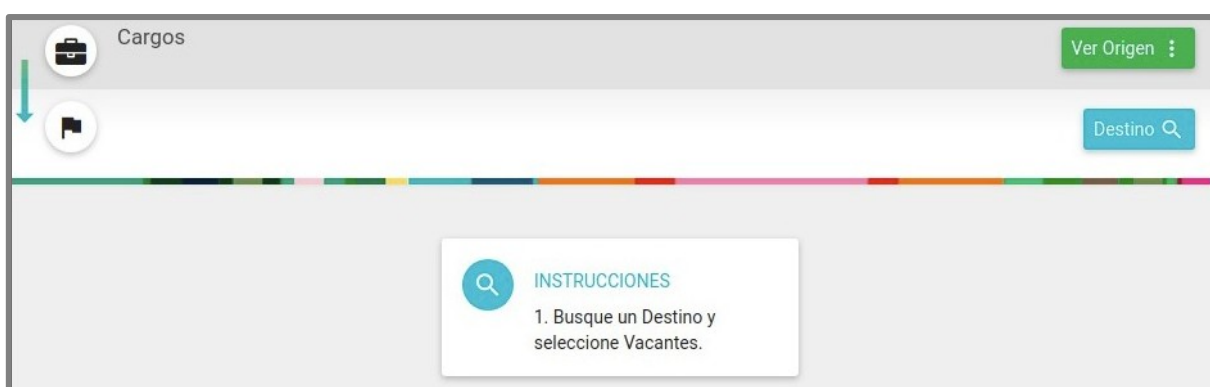 Cargos
Ver Origen
Destino
INSTRUCCIONES
1. Busque un Destino y
seleccione Vacantes.